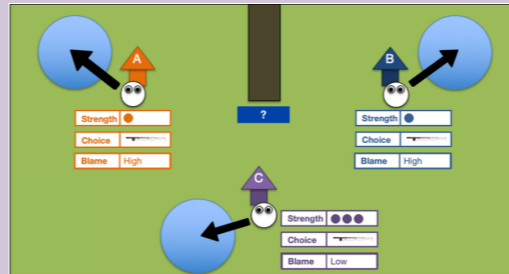 A
B
?
Strength
Choice
Blame High
Strength
Choice
Blame High
C
Strength
Choice
Blame Low